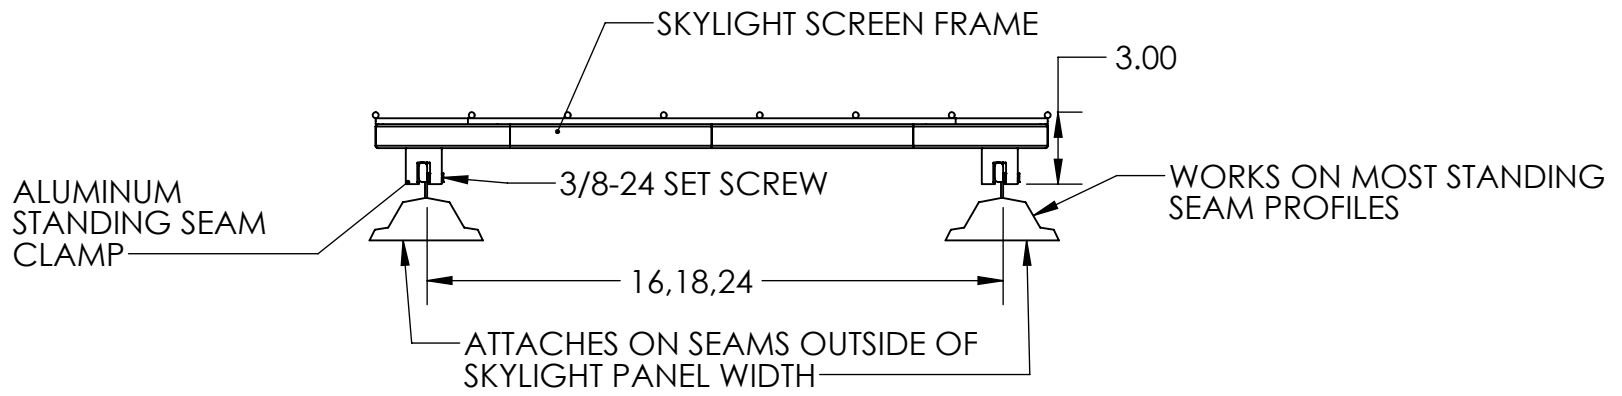 SKYLIGHT SCREEN FRAME
3.00
3/8-24 SET SCREW
WORKS ON MOST STANDING
SEAM PROFILES
ALUMINUM
STANDING SEAM
CLAMP
16,18,24
ATTACHES ON SEAMS OUTSIDE OF
SKYLIGHT PANEL WIDTH